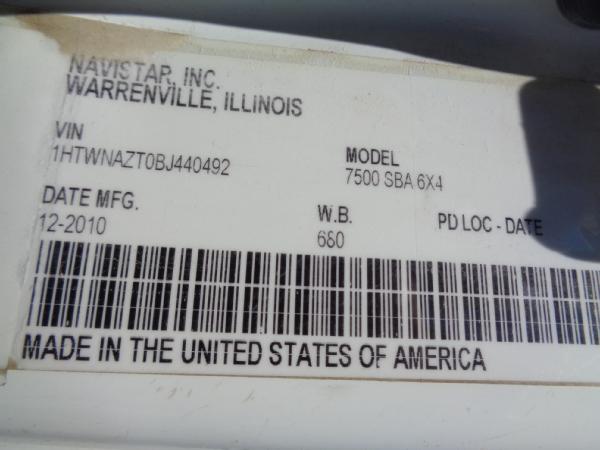 NAVISTAR, INC.
WARRENVILLE, ILLINOIS
VIN
1HTWNAZT0BJ440492
MODEL
7500 SBA 6X4
DATE MFG.
12-2010
W.B.
680
PD LOC - DATE
MADE IN THE UNITED STATES OF AMERICA